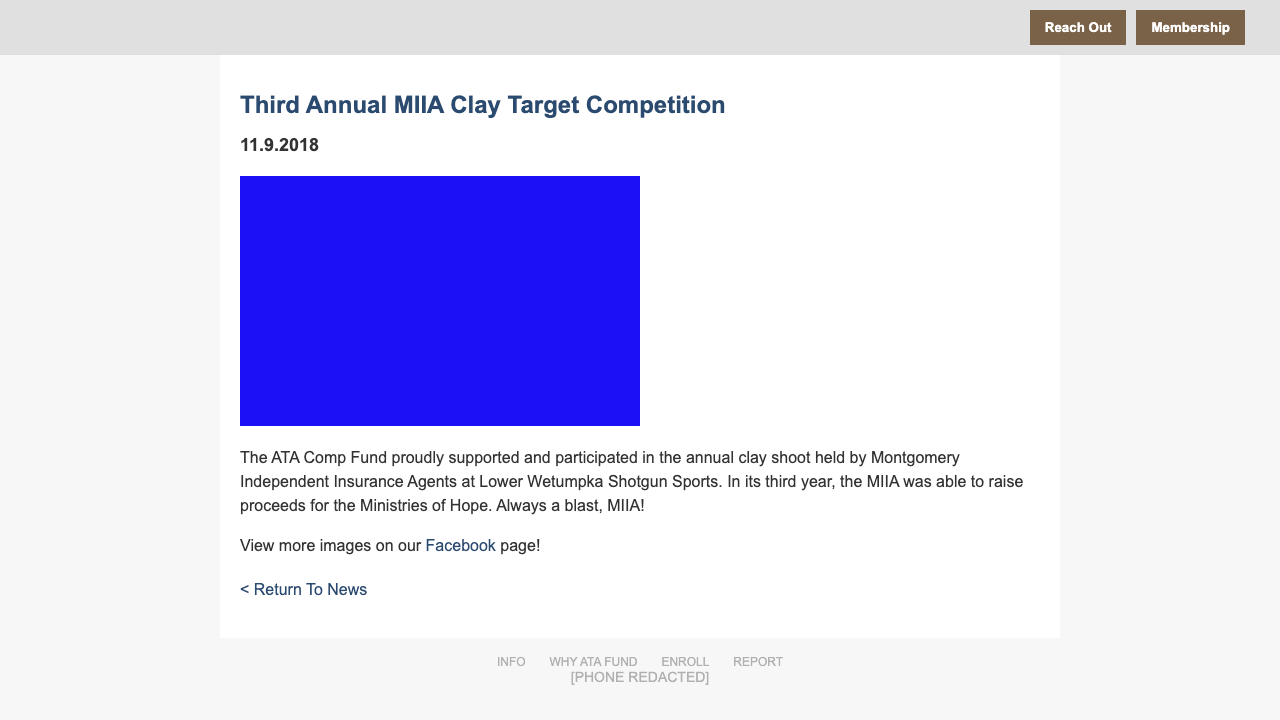 Reach Out
Membership
Third Annual MIIA Clay Target Competition
11.9.2018
The ATA Comp Fund proudly supported and participated in the annual clay shoot held by Montgomery
Independent Insurance Agents at Lower Wetumpka Shotgun Sports. In its third year, the MIIA was able to raise
proceeds for the Ministries of Hope. Always a blast, MIIA!
View more images on our Facebook page!
< Return To News
INFO WHY ATA FUND ENROLL REPORT
[PHONE REDACTED]